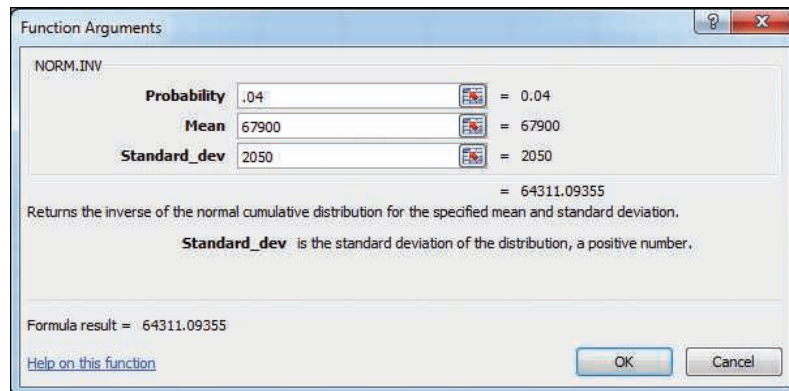 Function Arguments
NORM.INV
Probability .04 = 0.04
Mean 67900 = 67900
Standard_dev 2050 = 2050
= 64311.09355
Returns the inverse of the normal cumulative distribution for the specified mean and standard deviation.
Standard_dev is the standard deviation of the distribution, a positive number.
Formula result = 64311.09355
Help on this function OK Cancel